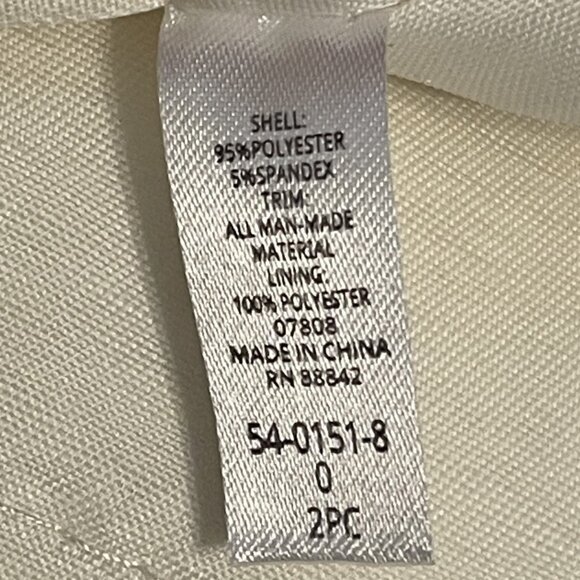 SHELL:
95%POLYESTER
5%SPANDEX
TRIM:
ALL MAN-MADE
MATERIAL
LINING:
100% POLYESTER
07808
MADE IN CHINA
RN 88842
54-0151-8
0
2PC